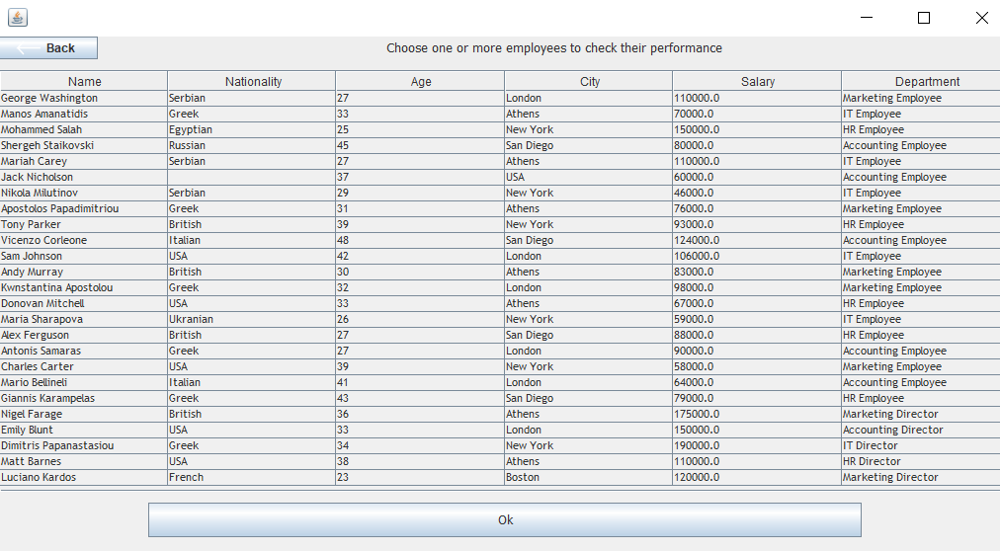 Back
Choose one or more employees to check their performance
Name Nationality Age City Salary Department
George Washington Serbian 27 London 110000.0 Marketing Employee
Manos Amanatidis Greek 33 Athens 70000.0 IT Employee
Mohammed Salah Egyptian 25 New York 150000.0 HR Employee
Shergeh Staikovski Russian 45 San Diego 80000.0 Accounting Employee
Mariah Carey Serbian 27 Athens 110000.0 IT Employee
Jack Nicholson 37 USA 60000.0 Accounting Employee
Nikola Milutinov Serbian 29 New York 46000.0 IT Employee
Apostolos Papadimitriou Greek 31 Athens 76000.0 Marketing Employee
Tony Parker British 39 New York 93000.0 HR Employee
Vicenzo Corleone Italian 48 San Diego 124000.0 Accounting Employee
Sam Johnson USA 42 London 106000.0 IT Employee
Andy Murray British 30 Athens 83000.0 Marketing Employee
Kwnstantina Apostolou Greek 32 London 98000.0 Marketing Employee
Donovan Mitchell USA 33 Athens 67000.0 HR Employee
Maria Sharapova Ukranian 26 New York 59000.0 IT Employee
Alex Ferguson British 27 San Diego 88000.0 HR Employee
Antonis Samaras Greek 27 London 90000.0 Accounting Employee
Charles Carter USA 39 New York 58000.0 Marketing Employee
Mario Bellineli Italian 41 London 64000.0 Accounting Employee
Giannis Karampelas Greek 43 San Diego 79000.0 HR Employee
Nigel Farage British 36 Athens 175000.0 Marketing Director
Emily Blunt USA 33 London 150000.0 Accounting Director
Dimitris Papanastasiou Greek 34 New York 190000.0 IT Director
Matt Barnes USA 38 Athens 110000.0 HR Director
Luciano Kardos French 23 Boston 120000.0 Marketing Director
Ok